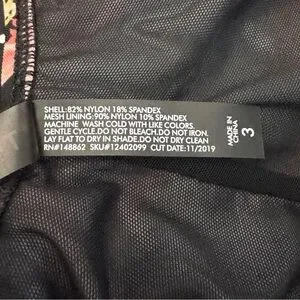 SHELL:82% NYLON 18% SPANDEX
MESH LINING:90% NYLON 10% SPANDEX
MACHINE WASH COLD WITH LIKE COLORS.
GENTLE CYCLE.DO NOT BLEACH.DO NOT IRON.
LAY FLAT TO DRY IN SHADE.DO NOT DRY CLEAN
RN#148862 SKU#12402099 CUT DATE:11/2019
MADE IN
CHINA
3